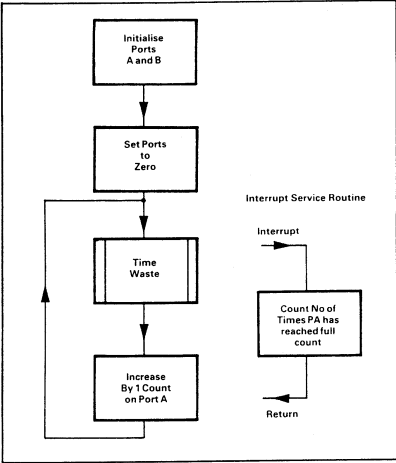 Initialise
Ports
A and B
Set Ports
to
Zero
Time
Waste
Increase
By 1 Count
on Port A
Interrupt Service Routine
Interrupt
Count No of
Times PA has
reached full
count
Return